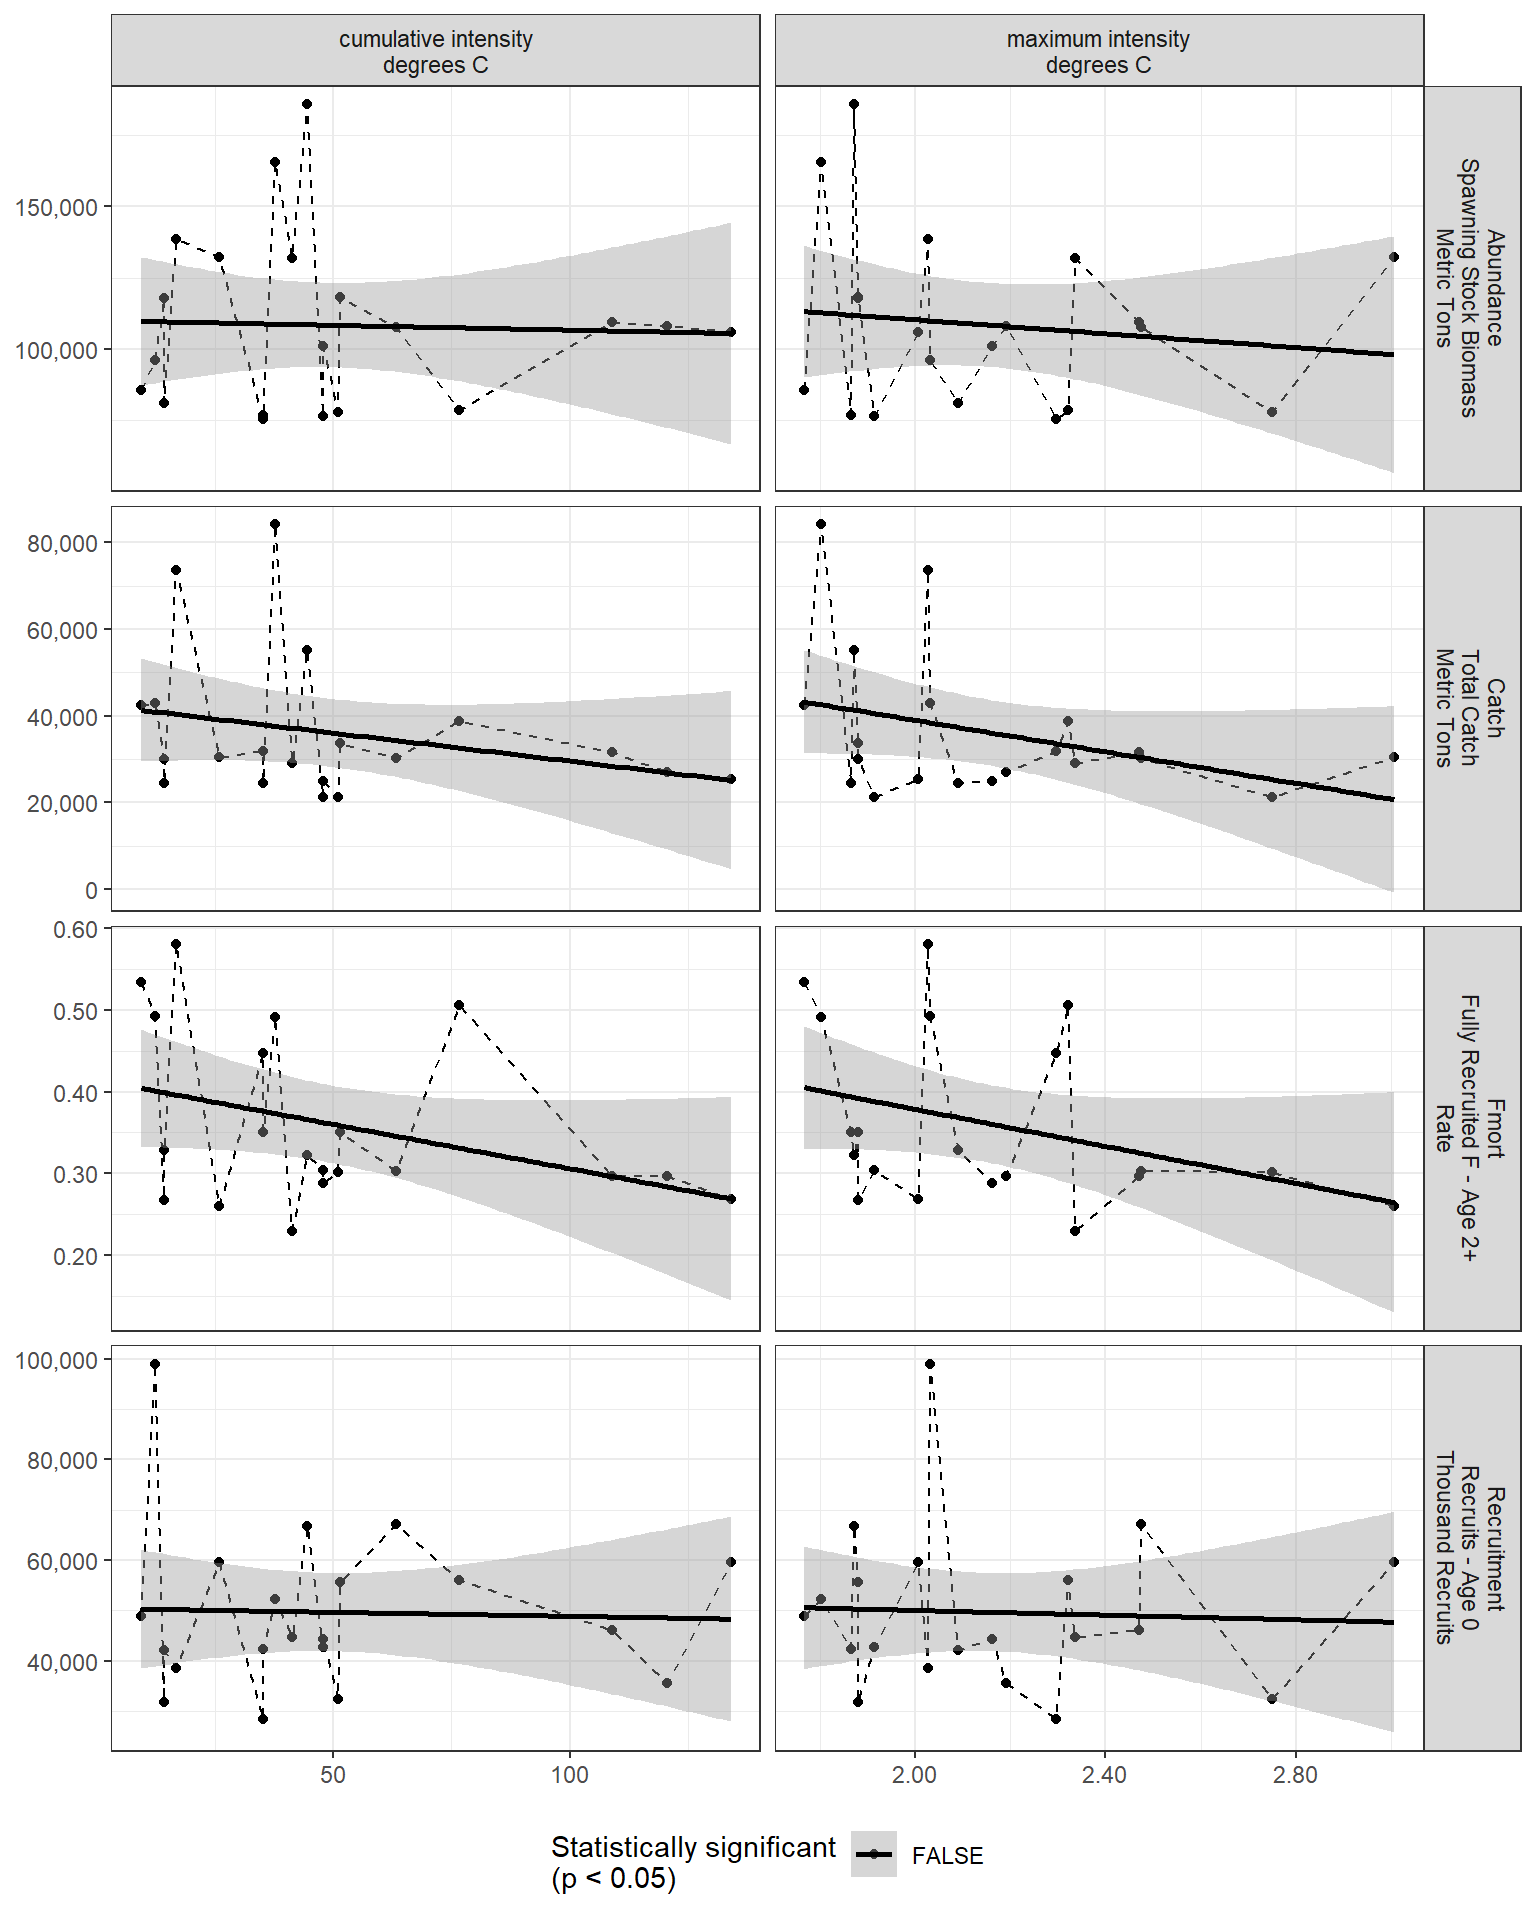 cumulative intensity
degrees C
maximum intensity
degrees C
150,000
100,000
Abundance
Spawning Stock Biomass
Metric Tons
80,000
60,000
40,000
20,000
0
Catch
Total Catch
Metric Tons
0.60
0.50
0.40
0.30
0.20
Fmort
Fully Recruited F - Age 2+
Rate
100,000
80,000
60,000
40,000
Recruitment
Recruits - Age 0
Thousand Recruits
50
100
2.00
2.40
2.80
Statistically significant
(p < 0.05)
FALSE